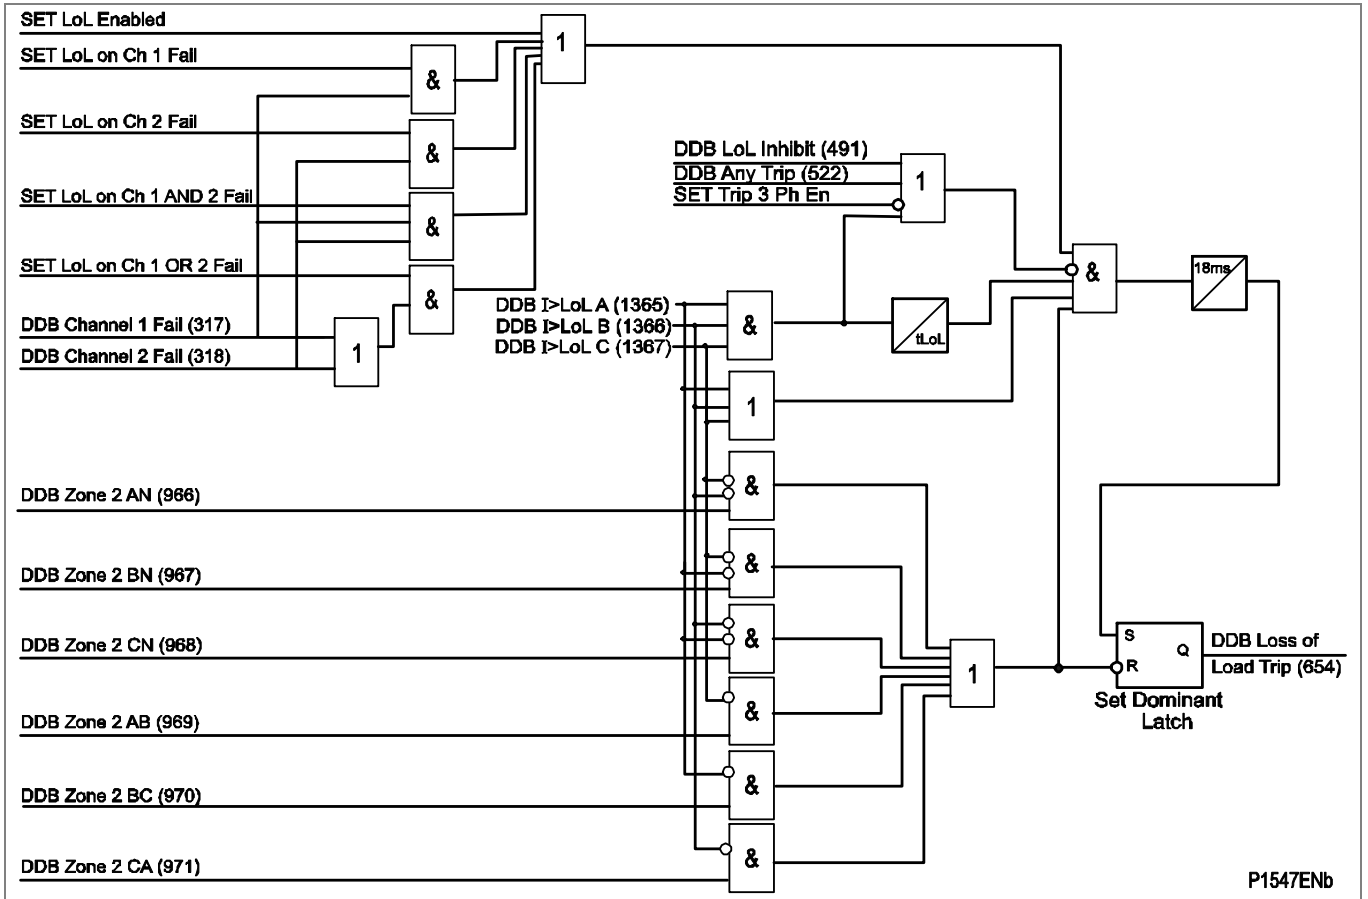 SET LoL Enabled
SET LoL on Ch 1 Fail
SET LoL on Ch 2 Fail
SET LoL on Ch 1 AND 2 Fail
SET LoL on Ch 1 OR 2 Fail
DDB Channel 1 Fail (317)
DDB Channel 2 Fail (318)
&
&
&
&
1
1
DDB LoL Inhibit (491)
DDB Any Trip (522)
SET Trip 3 Ph En
1
DDB I>LoL A (1365)
DDB I>LoL B (1366)
DDB I>LoL C (1367)
&
tLoL
1
&
18ms
DDB Zone 2 AN (966)
&
DDB Zone 2 BN (967)
&
DDB Zone 2 CN (968)
&
DDB Zone 2 AB (969)
&
DDB Zone 2 BC (970)
&
DDB Zone 2 CA (971)
&
1
S
Q
R
DDB Loss of
Load Trip (654)
Set Dominant
Latch
P1547ENb